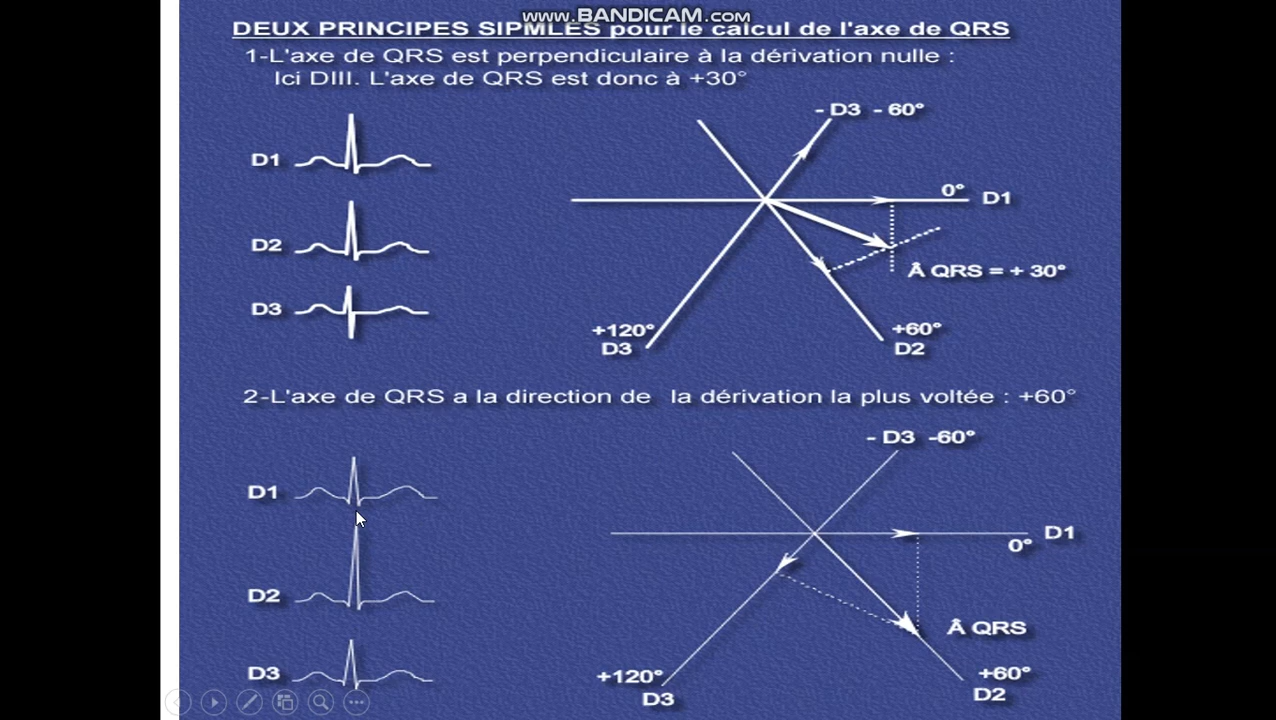 www.BANDICAM.com
DEUX PRINCIPES SIPMLES pour le calcul de l'axe de QRS
1-L'axe de QRS est perpendiculaire à la dérivation nulle :
Ici DIII. L'axe de QRS est donc à +30°
- D3 - 60°
D1
0°
D1
D2
Â QRS = + 30°
D3
+120°
D3
+60°
D2
2-L'axe de QRS a la direction de la dérivation la plus voltée : +60°
- D3 -60°
D1
D1
0°
D2
Â QRS
D3
+120°
D3
+60°
D2